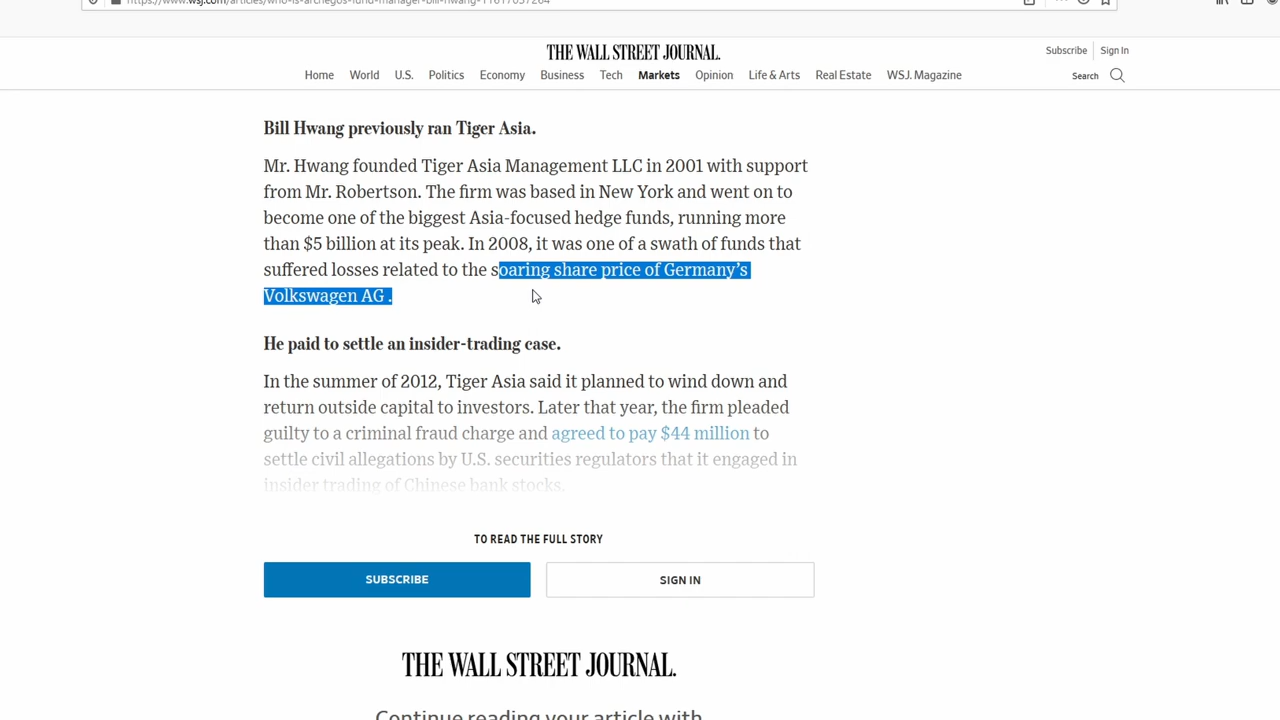 https://www.wsj.com/articles/who-is-archegos-fund-manager-bill-hwang-11617037264
THE WALL STREET JOURNAL.
Subscribe Sign In
Home World U.S. Politics Economy Business Tech Markets Opinion Life & Arts Real Estate WSJ. Magazine
Search
Bill Hwang previously ran Tiger Asia.
Mr. Hwang founded Tiger Asia Management LLC in 2001 with support
from Mr. Robertson. The firm was based in New York and went on to
become one of the biggest Asia-focused hedge funds, running more
than $5 billion at its peak. In 2008, it was one of a swath of funds that
suffered losses related to the soaring share price of Germany’s
Volkswagen AG .
He paid to settle an insider-trading case.
In the summer of 2012, Tiger Asia said it planned to wind down and
return outside capital to investors. Later that year, the firm pleaded
guilty to a criminal fraud charge and agreed to pay $44 million to
settle civil allegations by U.S. securities regulators that it engaged in
insider trading of Chinese bank stocks.
TO READ THE FULL STORY
SUBSCRIBE
SIGN IN
THE WALL STREET JOURNAL.
Continue reading your article with